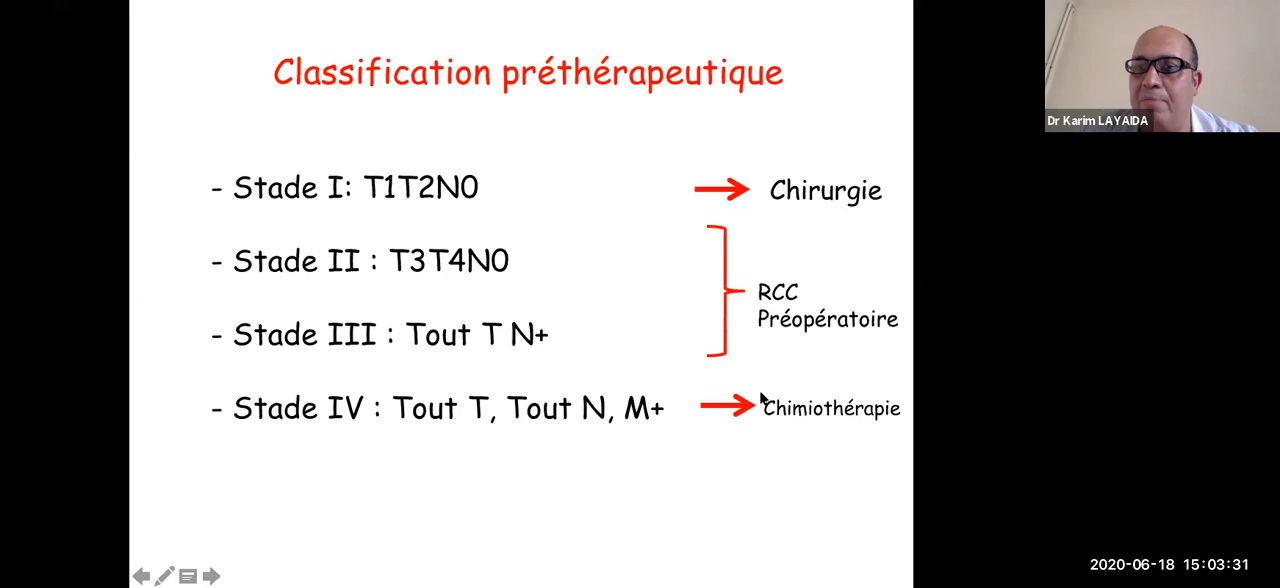 Classification préthérapeutique
- Stade I: T1T2N0
Chirurgie
- Stade II : T3T4N0
RCC
Préopératoire
- Stade III : Tout T N+
- Stade IV : Tout T, Tout N, M+
Chimiothérapie
Dr Karim LAYAIDA
2020-06-18 15:03:31